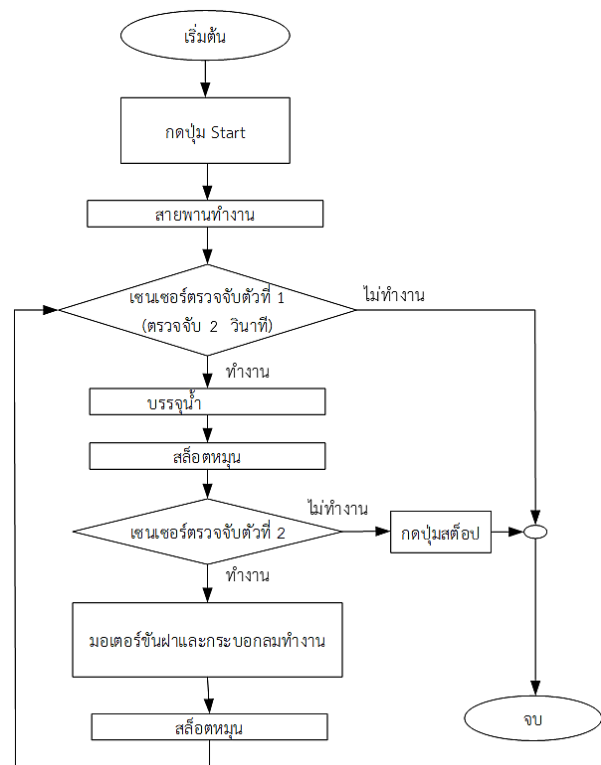 เริ่มต้น
กดปุ่ม Start
สายพานทำงาน
เซนเซอร์ตรวจจับตัวที่ 1
(ตรวจจับ 2 วินาที)
ไม่ทำงาน
ทำงาน
บรรจุน้ำ
สล็อตหมุน
เซนเซอร์ตรวจจับตัวที่ 2
ไม่ทำงาน
กดปุ่มสต็อป
ทำงาน
มอเตอร์ขันฝาและกระบอกลมทำงาน
สล็อตหมุน
จบ